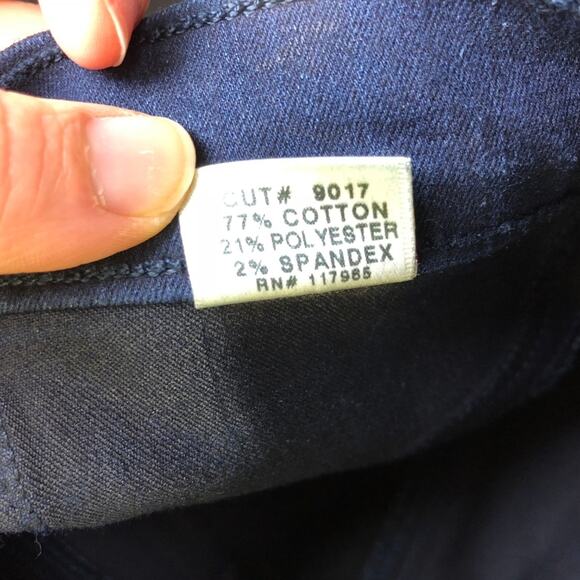 CUT# 9017
77% COTTON
21% POLYESTER
2% SPANDEX
RN# 117985